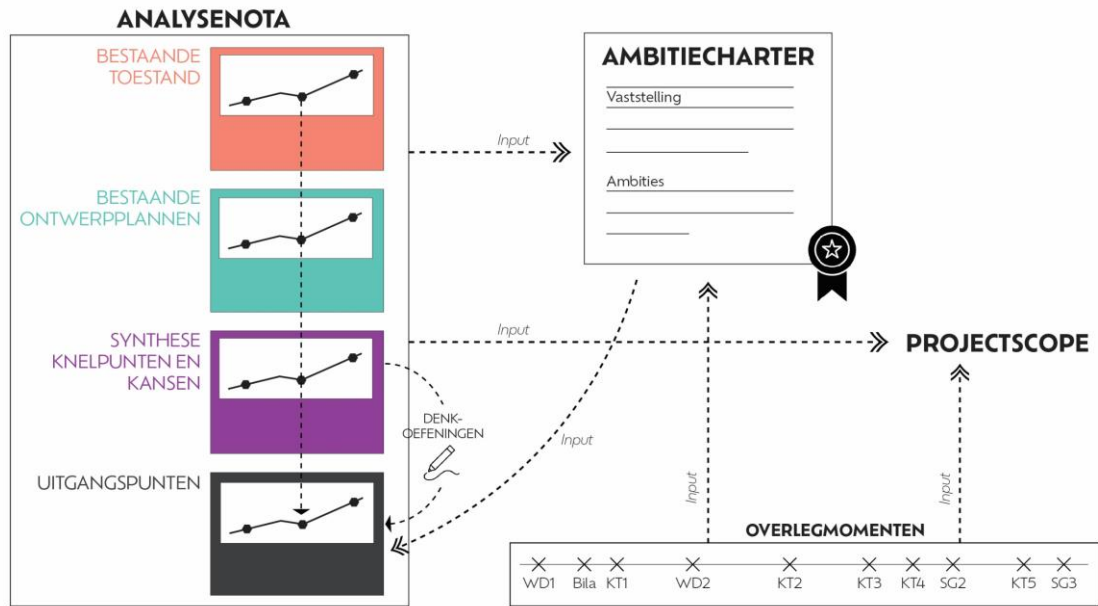 ANALYSENOTA
BESTAANDE
TOESTAND
BESTAANDE
ONTWERPPLANNEN
SYNTHESE
KNELPUNTEN EN
KANSEN
DENK-
OEFENINGEN
UITGANGSPUNTEN
Input
AMBITIECHARTER
Vaststelling
Ambities
Input
PROJECTSCOPE
Input
Input
Input
OVERLEGMOMENTEN
WD1 Bila KT1 WD2 KT2 KT3 KT4 SG2 KT5 SG3